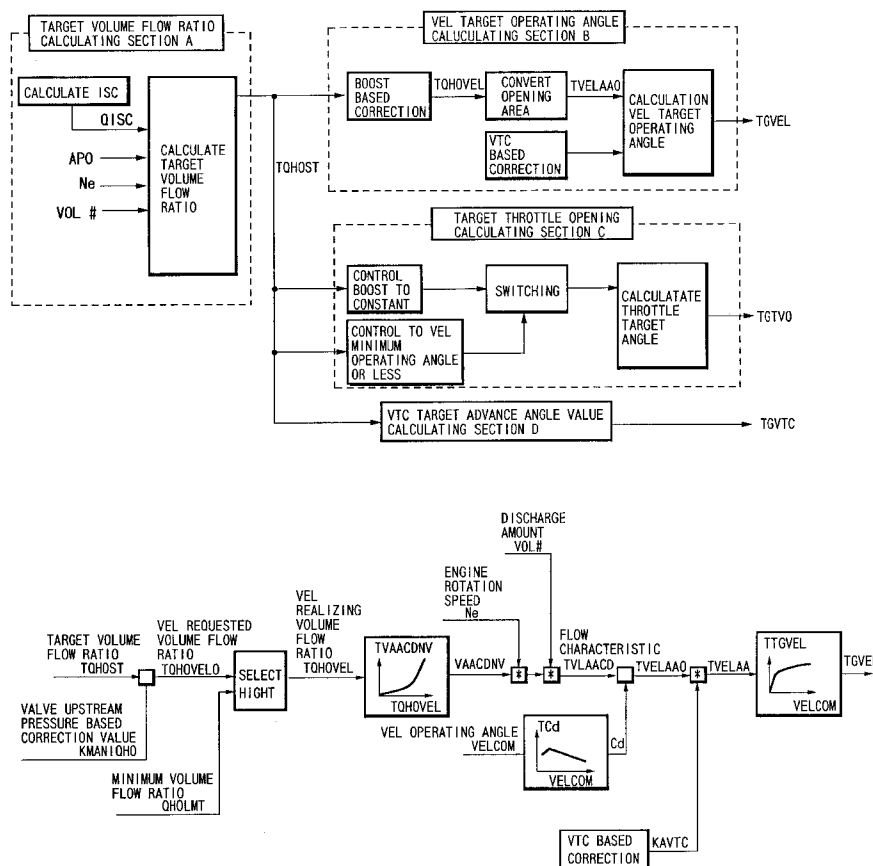 TARGET VOLUME FLOW RATIO
CALCULATING SECTION A
CALCULATE ISC
QISC
APO
Ne
VOL #
CALCULATE
TARGET
VOLUME
FLOW
RATIO
TQHOST
VEL TARGET OPERATING ANGLE
CALUCULATING SECTION B
BOOST
BASED
CORRECTION
TQHOVEL
CONVERT
OPENING
AREA
TVELAAO
VTC
BASED
CORRECTION
CALCULATION
VEL TARGET
OPERATING
ANGLE
TGVEL
TARGET THROTTLE OPENING
CALCULATING SECTION C
CONTROL
BOOST TO
CONSTANT
SWITCHING
CONTROL TO VEL
MINIMUM
OPERATING ANGLE
OR LESS
CALCULATATE
THROTTLE
TARGET
ANGLE
TGTVO
VTC TARGET ADVANCE ANGLE VALUE
CALCULATING SECTION D
TGVTC
TARGET VOLUME
FLOW RATIO
TQHOST
VEL REQUESTED
VOLUME FLOW
RATIO
TQHOVELO
VALVE UPSTREAM
PRESSURE BASED
CORRECTION VALUE
KMANIQHO
MINIMUM VOLUME
FLOW RATIO
QHOLMT
SELECT
HIGHT
VEL
REALIZING
VOLUME
FLOW
RATIO
TQHOVEL
TVAACDNV
TQHOVEL
VAACDNV
ENGINE
ROTATION
SPEED
Ne
*
DISCHARGE
AMOUNT
VOL#
*
FLOW
CHARACTERISTIC
TVLAACD
VEL OPERATING ANGLE
VELCOM
TCd
VELCOM
Cd
TVELAAO
*
VTC BASED
CORRECTION
KAVTC
TVELAA
TTGVEL
VELCOM